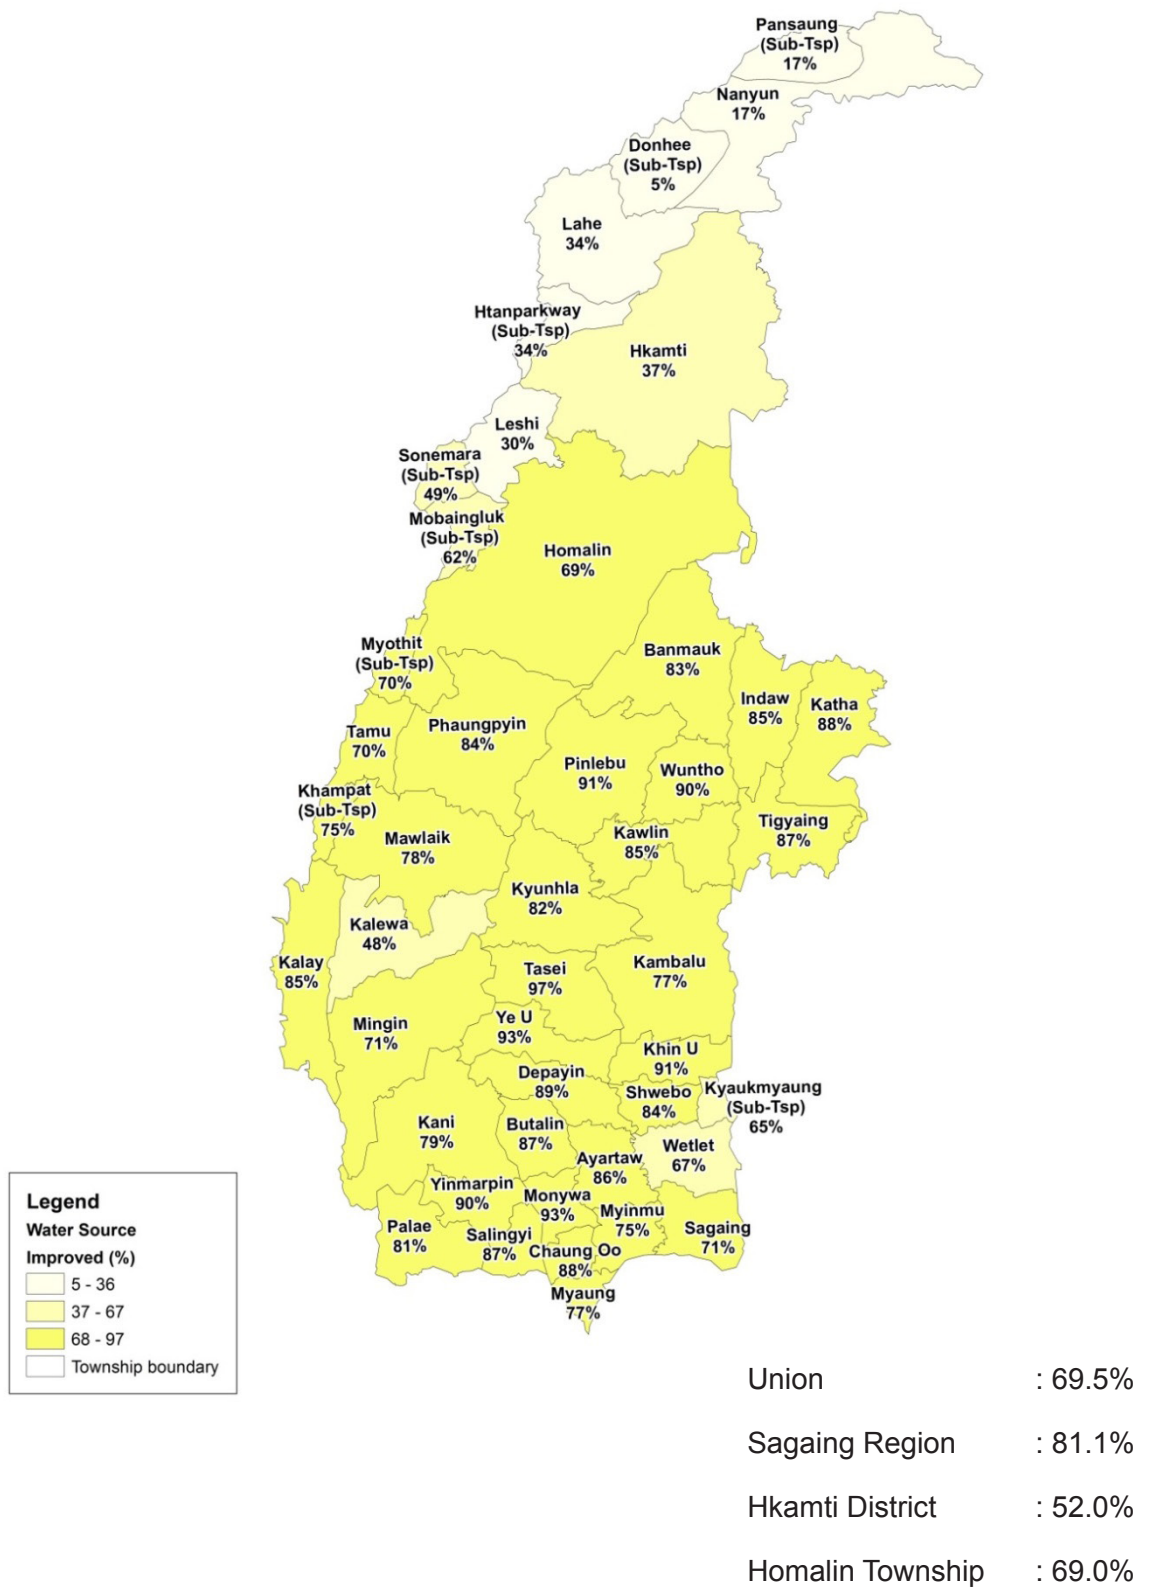 Pansaung
(Sub-Tsp)
17%
Nanyun
17%
Donhee
(Sub-Tsp)
5%
Lahe
34%
Htanparkway
(Sub-Tsp)
34%
Hkamti
37%
Leshi
30%
Sonemara
(Sub-Tsp)
49%
Mobaingluk
(Sub-Tsp)
62%
Homalin
69%
Myothit
(Sub-Tsp)
70%
Banmauk
83%
Indaw
85%
Katha
88%
Tamu
70%
Phaungpyin
84%
Pinlebu
91%
Wuntho
90%
Khampat
(Sub-Tsp)
75%
Mawlaik
78%
Kawlin
85%
Tigyaing
87%
Kyunhla
82%
Kalewa
48%
Kalay
85%
Tasei
97%
Kambalu
77%
Mingin
71%
Ye U
93%
Khin U
91%
Depayin
89%
Shwebo
84%
Kyaukmyaung
(Sub-Tsp)
65%
Kani
79%
Butalin
87%
Wetlet
67%
Ayartaw
86%
Yinmarpin
90%
Monywa
93%
Myinmu
75%
Sagaing
71%
Palae
81%
Salingyi
87%
Chaung Oo
88%
Myaung
77%
Legend
Water Source
Improved (%)
5 - 36
37 - 67
68 - 97
Township boundary
Union : 69.5%
Sagaing Region : 81.1%
Hkamti District : 52.0%
Homalin Township : 69.0%